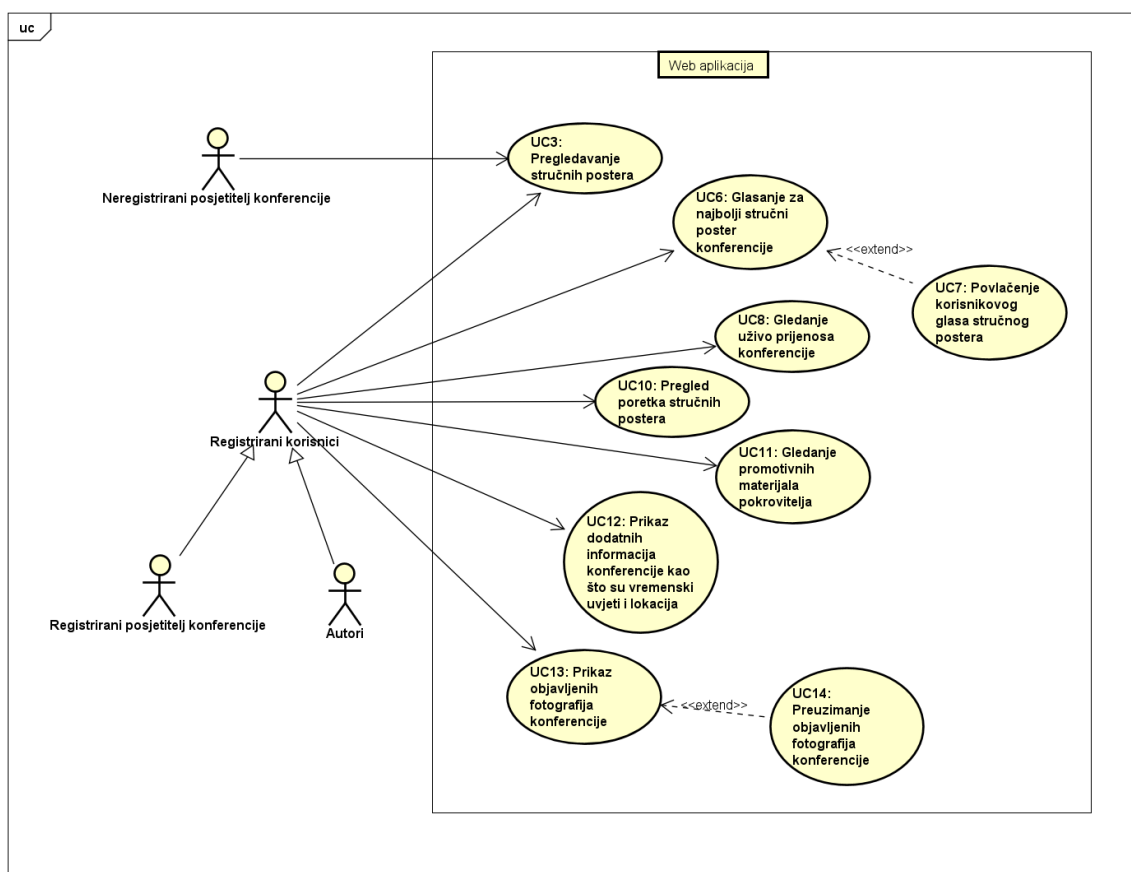 uc
Web aplikacija
UC3:
Pregledavanje
stručnih postera
Neregistrirani posjetitelj konferencije
UC6: Glasanje za
najbolji stručni
poster
konferencije
<<extend>>
UC7: Povlačenje
korisnikovog
glasa stručnog
postera
UC8: Gledanje
uživo prijenosa
konferencije
UC10: Pregled
poretka stručnih
postera
Registrirani korisnici
UC11: Gledanje
promotivnih
materijala
pokrovitelja
UC12: Prikaz
dodatnih
informacija
konferencije kao
što su vremenski
uvjeti i lokacija
Registrirani posjetitelj konferencije
Autori
UC13: Prikaz
objavljenih
fotografija
konferencije
<<extend>>
UC14:
Preuzimanje
objavljenih
fotografija
konferencije